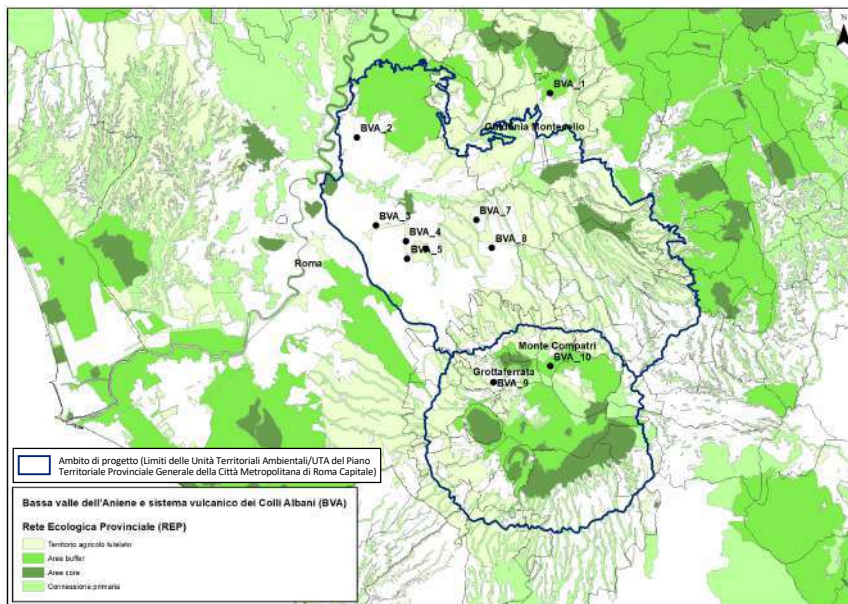 N
BVA_1
Guidonia Montecelio
BVA_2
BVA_7
BVA_3
BVA_4
BVA_8
BVA_5
Roma
Monte Compatri
BVA_10
Grottaferrata
BVA_9
Ambito di progetto (Limiti delle Unità Territoriali Ambientali/UTA del Piano
Territoriale Provinciale Generale della Città Metropolitana di Roma Capitale)
Bassa valle dell'Aniene e sistema vulcanico dei Colli Albani (BVA)
Rete Ecologica Provinciale (REP)
Territorio agricolo tutelato
Area buffer
Aree core
Connessione primaria